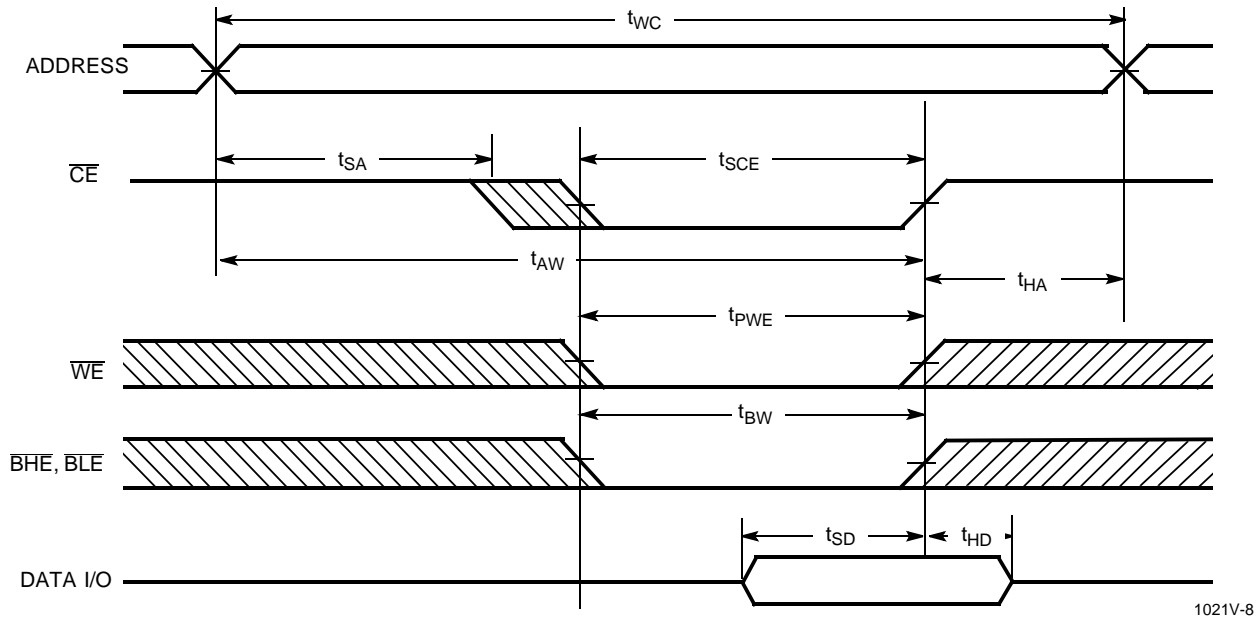 tWC
ADDRESS
tSA
tSCE
CE
tAW
tHA
tPWE
WE
tBW
BHE, BLE
tSD
tHD
DATA I/O
1021V-8